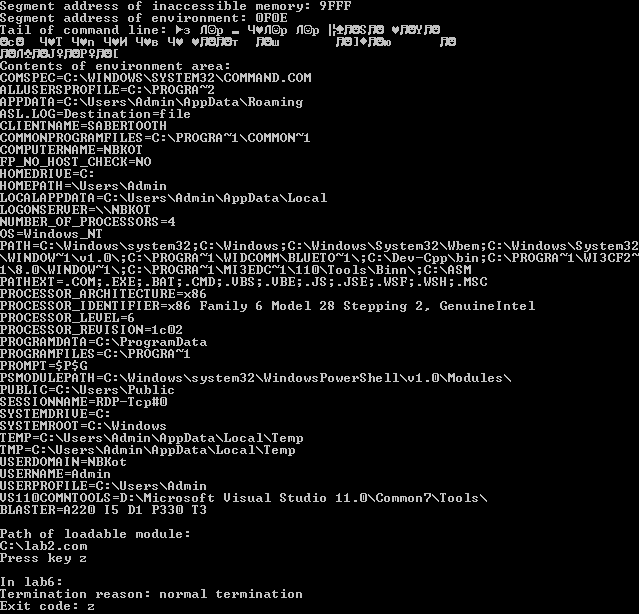 Segment address of inaccessible memory: 9FFF
Segment address of environment: 0F0E
Tail of command line:
Contents of environment area:
COMSPEC=C:\WINDOWS\SYSTEM32\COMMAND.COM
ALLUSERSPROFILE=C:\PROGRA~2
APPDATA=C:\Users\Admin\AppData\Roaming
ASL.LOG=Destination=file
CLIENTNAME=SABERTOOTH
COMMONPROGRAMFILES=C:\PROGRA~1\COMMON~1
COMPUTERNAME=NBKOT
FP_NO_HOST_CHECK=NO
HOMEDRIVE=C:
HOMEPATH=\Users\Admin
LOCALAPPDATA=C:\Users\Admin\AppData\Local
LOGONSERVER=\\NBKOT
NUMBER_OF_PROCESSORS=4
OS=Windows_NT
PATH=C:\Windows\system32;C:\Windows;C:\Windows\System32\Wbem;C:\Windows\System32
\WINDOW~1\v1.0\;C:\PROGRA~1\WIDCOMM\BLUETO~1\;C:\Dev-Cpp\bin;C:\PROGRA~1\WI3CF2~
1\8.0\WINDOW~1\;C:\PROGRA~1\MI3EDC~1\110\Tools\Binn\;C:\ASM
PATHEXT=.COM;.EXE;.BAT;.CMD;.VBS;.VBE;.JS;.JSE;.WSF;.WSH;.MSC
PROCESSOR_ARCHITECTURE=x86
PROCESSOR_IDENTIFIER=x86 Family 6 Model 28 Stepping 2, GenuineIntel
PROCESSOR_LEVEL=6
PROCESSOR_REVISION=1c02
PROGRAMDATA=C:\ProgramData
PROGRAMFILES=C:\PROGRA~1
PROMPT=$P$G
PSMODULEPATH=C:\Windows\system32\WindowsPowerShell\v1.0\Modules\
PUBLIC=C:\Users\Public
SESSIONNAME=RDP-Tcp#0
SYSTEMDRIVE=C:
SYSTEMROOT=C:\Windows
TEMP=C:\Users\Admin\AppData\Local\Temp
TMP=C:\Users\Admin\AppData\Local\Temp
USERDOMAIN=NBKot
USERNAME=Admin
USERPROFILE=C:\Users\Admin
VS110COMNTOOLS=D:\Microsoft Visual Studio 11.0\Common7\Tools\
BLASTER=A220 I5 D1 P330 T3
Path of loadable module:
C:\lab2.com
Press key z
In lab6:
Termination reason: normal termination
Exit code: z